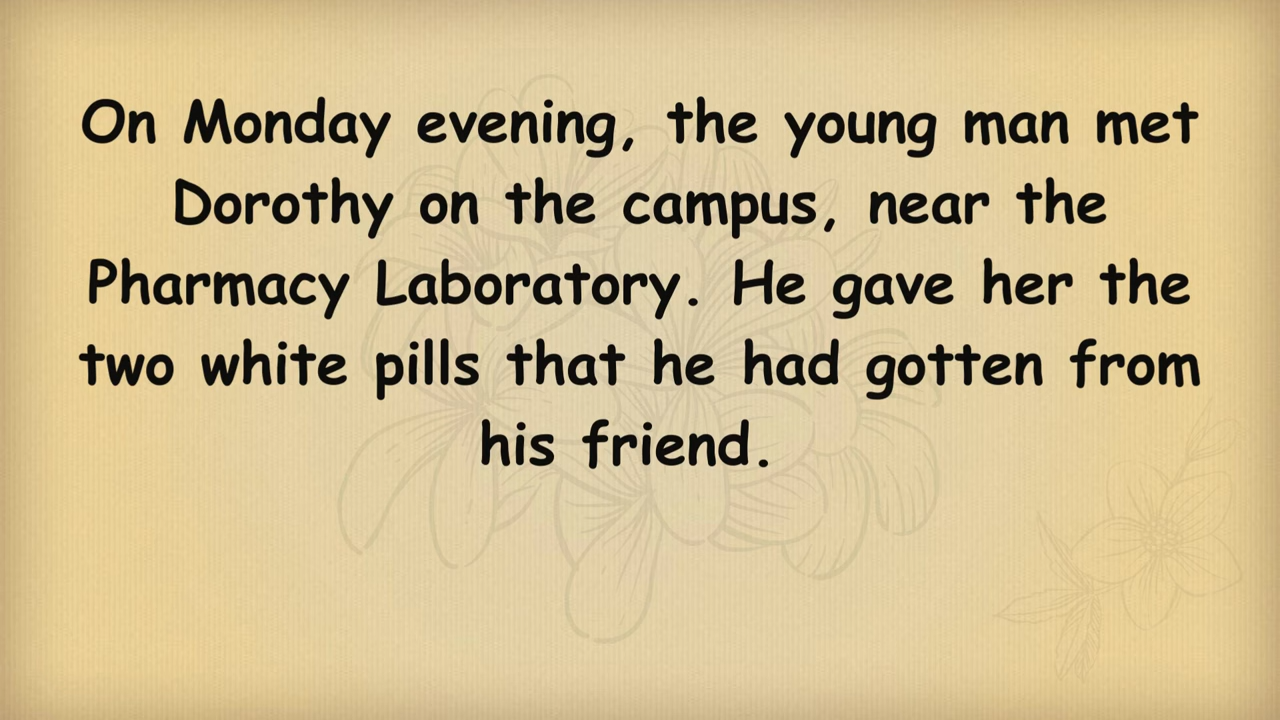 On Monday evening, the young man met
Dorothy on the campus, near the
Pharmacy Laboratory. He gave her the
two white pills that he had gotten from
his friend.